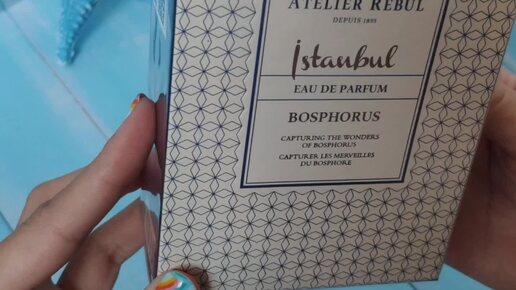 ATELIER REBUL
DEPUIS 1895
İstanbul
EAU DE PARFUM
BOSPHORUS
CAPTURING THE WONDERS
OF BOSPHORUS
CAPTURER LES MERVEILLES
DU BOSPHORE